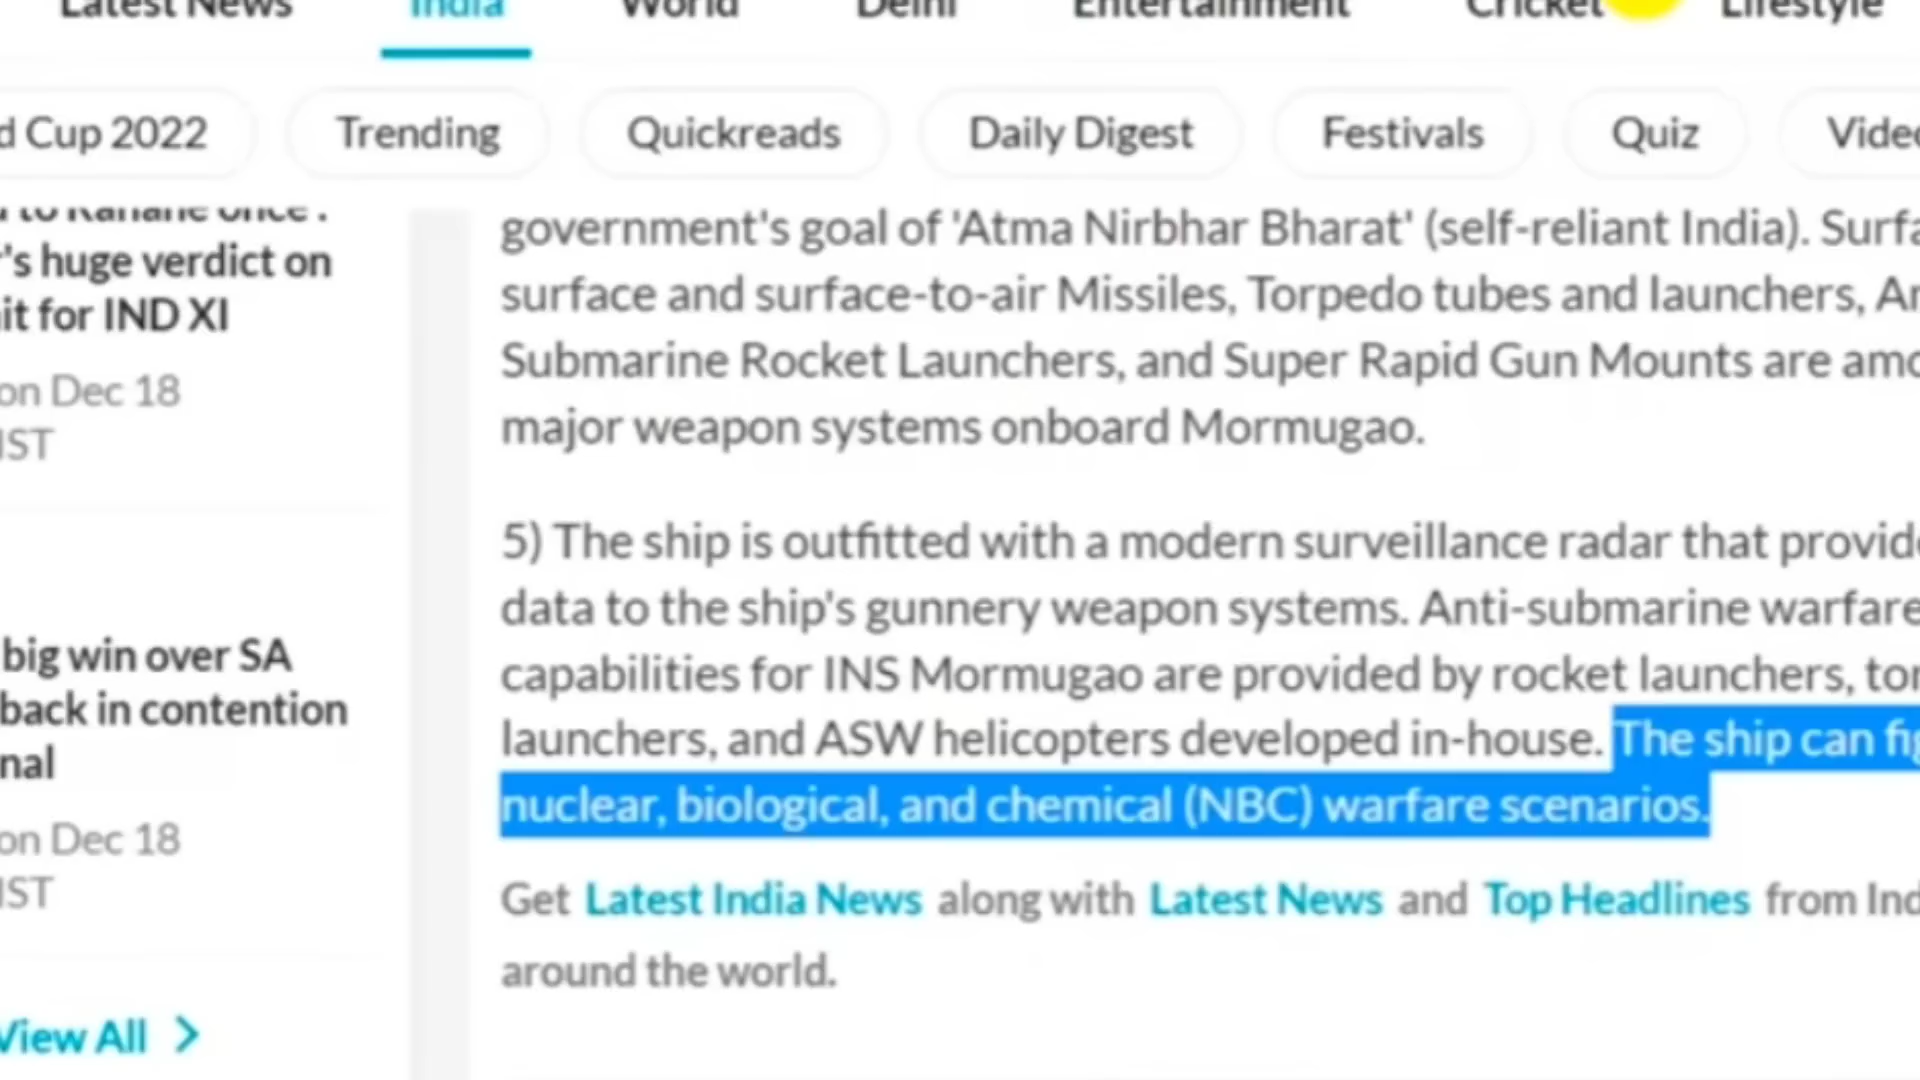 Latest News India World Delhi Entertainment Cricket Lifestyle
d Cup 2022 Trending Quickreads Daily Digest Festivals Quiz
to Rahane once'.
r's huge verdict on
it for IND XI
on Dec 18
IST
big win over SA
back in contention
nal
on Dec 18
IST
View All
government's goal of 'Atma Nirbhar Bharat' (self-reliant India).
surface and surface-to-air Missiles, Torpedo tubes and launchers,
Submarine Rocket Launchers, and Super Rapid Gun Mounts are
major weapon systems onboard Mormugao.
5) The ship is outfitted with a modern surveillance radar that
data to the ship's gunnery weapon systems. Anti-submarine warfare
capabilities for INS Mormugao are provided by rocket launchers,
launchers, and ASW helicopters developed in-house. The ship can
nuclear, biological, and chemical (NBC) warfare scenarios.
Get Latest India News along with Latest News and Top Headlines from
around the world.